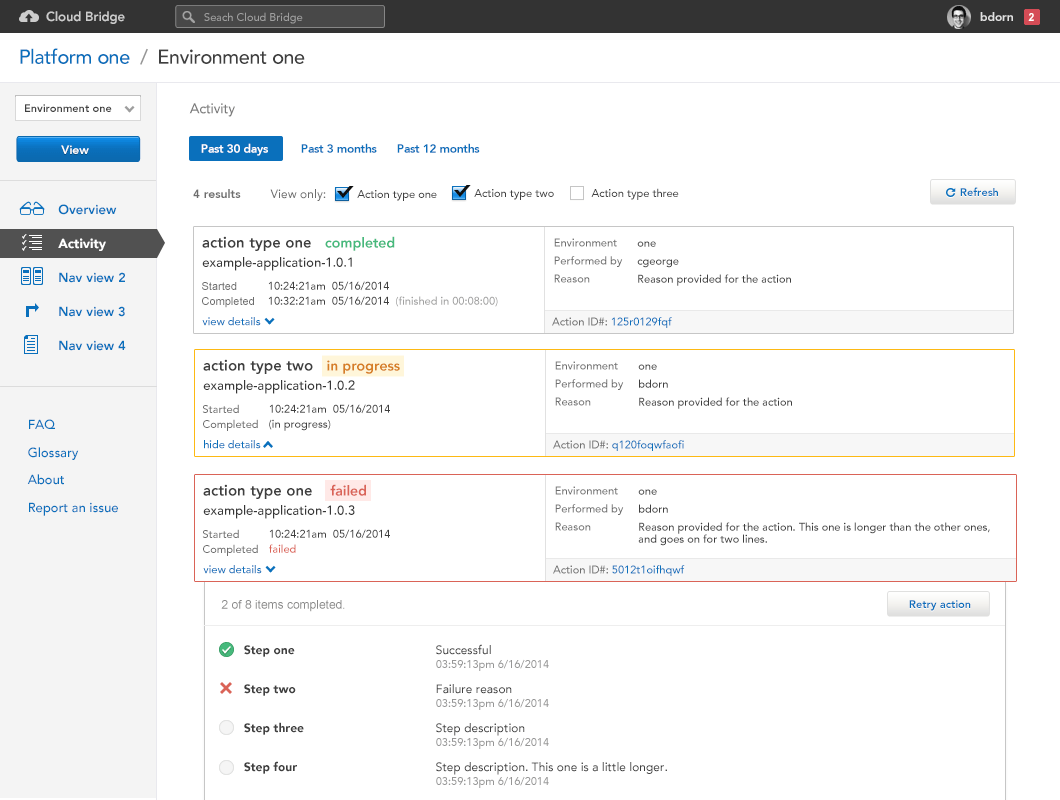 Cloud Bridge
Seach Cloud Bridge
bdorn 2
Platform one / Environment one
Environment one
View
Overview
Activity
Nav view 2
Nav view 3
Nav view 4
FAQ
Glossary
About
Report an issue
Activity
Past 30 days Past 3 months Past 12 months
4 results View only: Action type one Action type two Action type three
Refresh
action type one completed
example-application-1.0.1
Started 10:24:21am 05/16/2014
Completed 10:32:21am 05/16/2014 (finished in 00:08:00)
view details
Environment one
Performed by cgeorge
Reason Reason provided for the action
Action ID#: 125r0129fqf
action type two in progress
example-application-1.0.2
Started 10:24:21am 05/16/2014
Completed (in progress)
hide details
Environment one
Performed by bdorn
Reason Reason provided for the action
Action ID#: q120foqwfaofi
action type one failed
example-application-1.0.3
Started 10:24:21am 05/16/2014
Completed failed
view details
Environment one
Performed by bdorn
Reason Reason provided for the action. This one is longer than the other ones,
and goes on for two lines.
Action ID#: 5012t1oifhqwf
2 of 8 items completed.
Retry action
Step one Successful
03:59:13pm 6/16/2014
Step two Failure reason
03:59:13pm 6/16/2014
Step three Step description
03:59:13pm 6/16/2014
Step four Step description. This one is a little longer.
03:59:13pm 6/16/2014